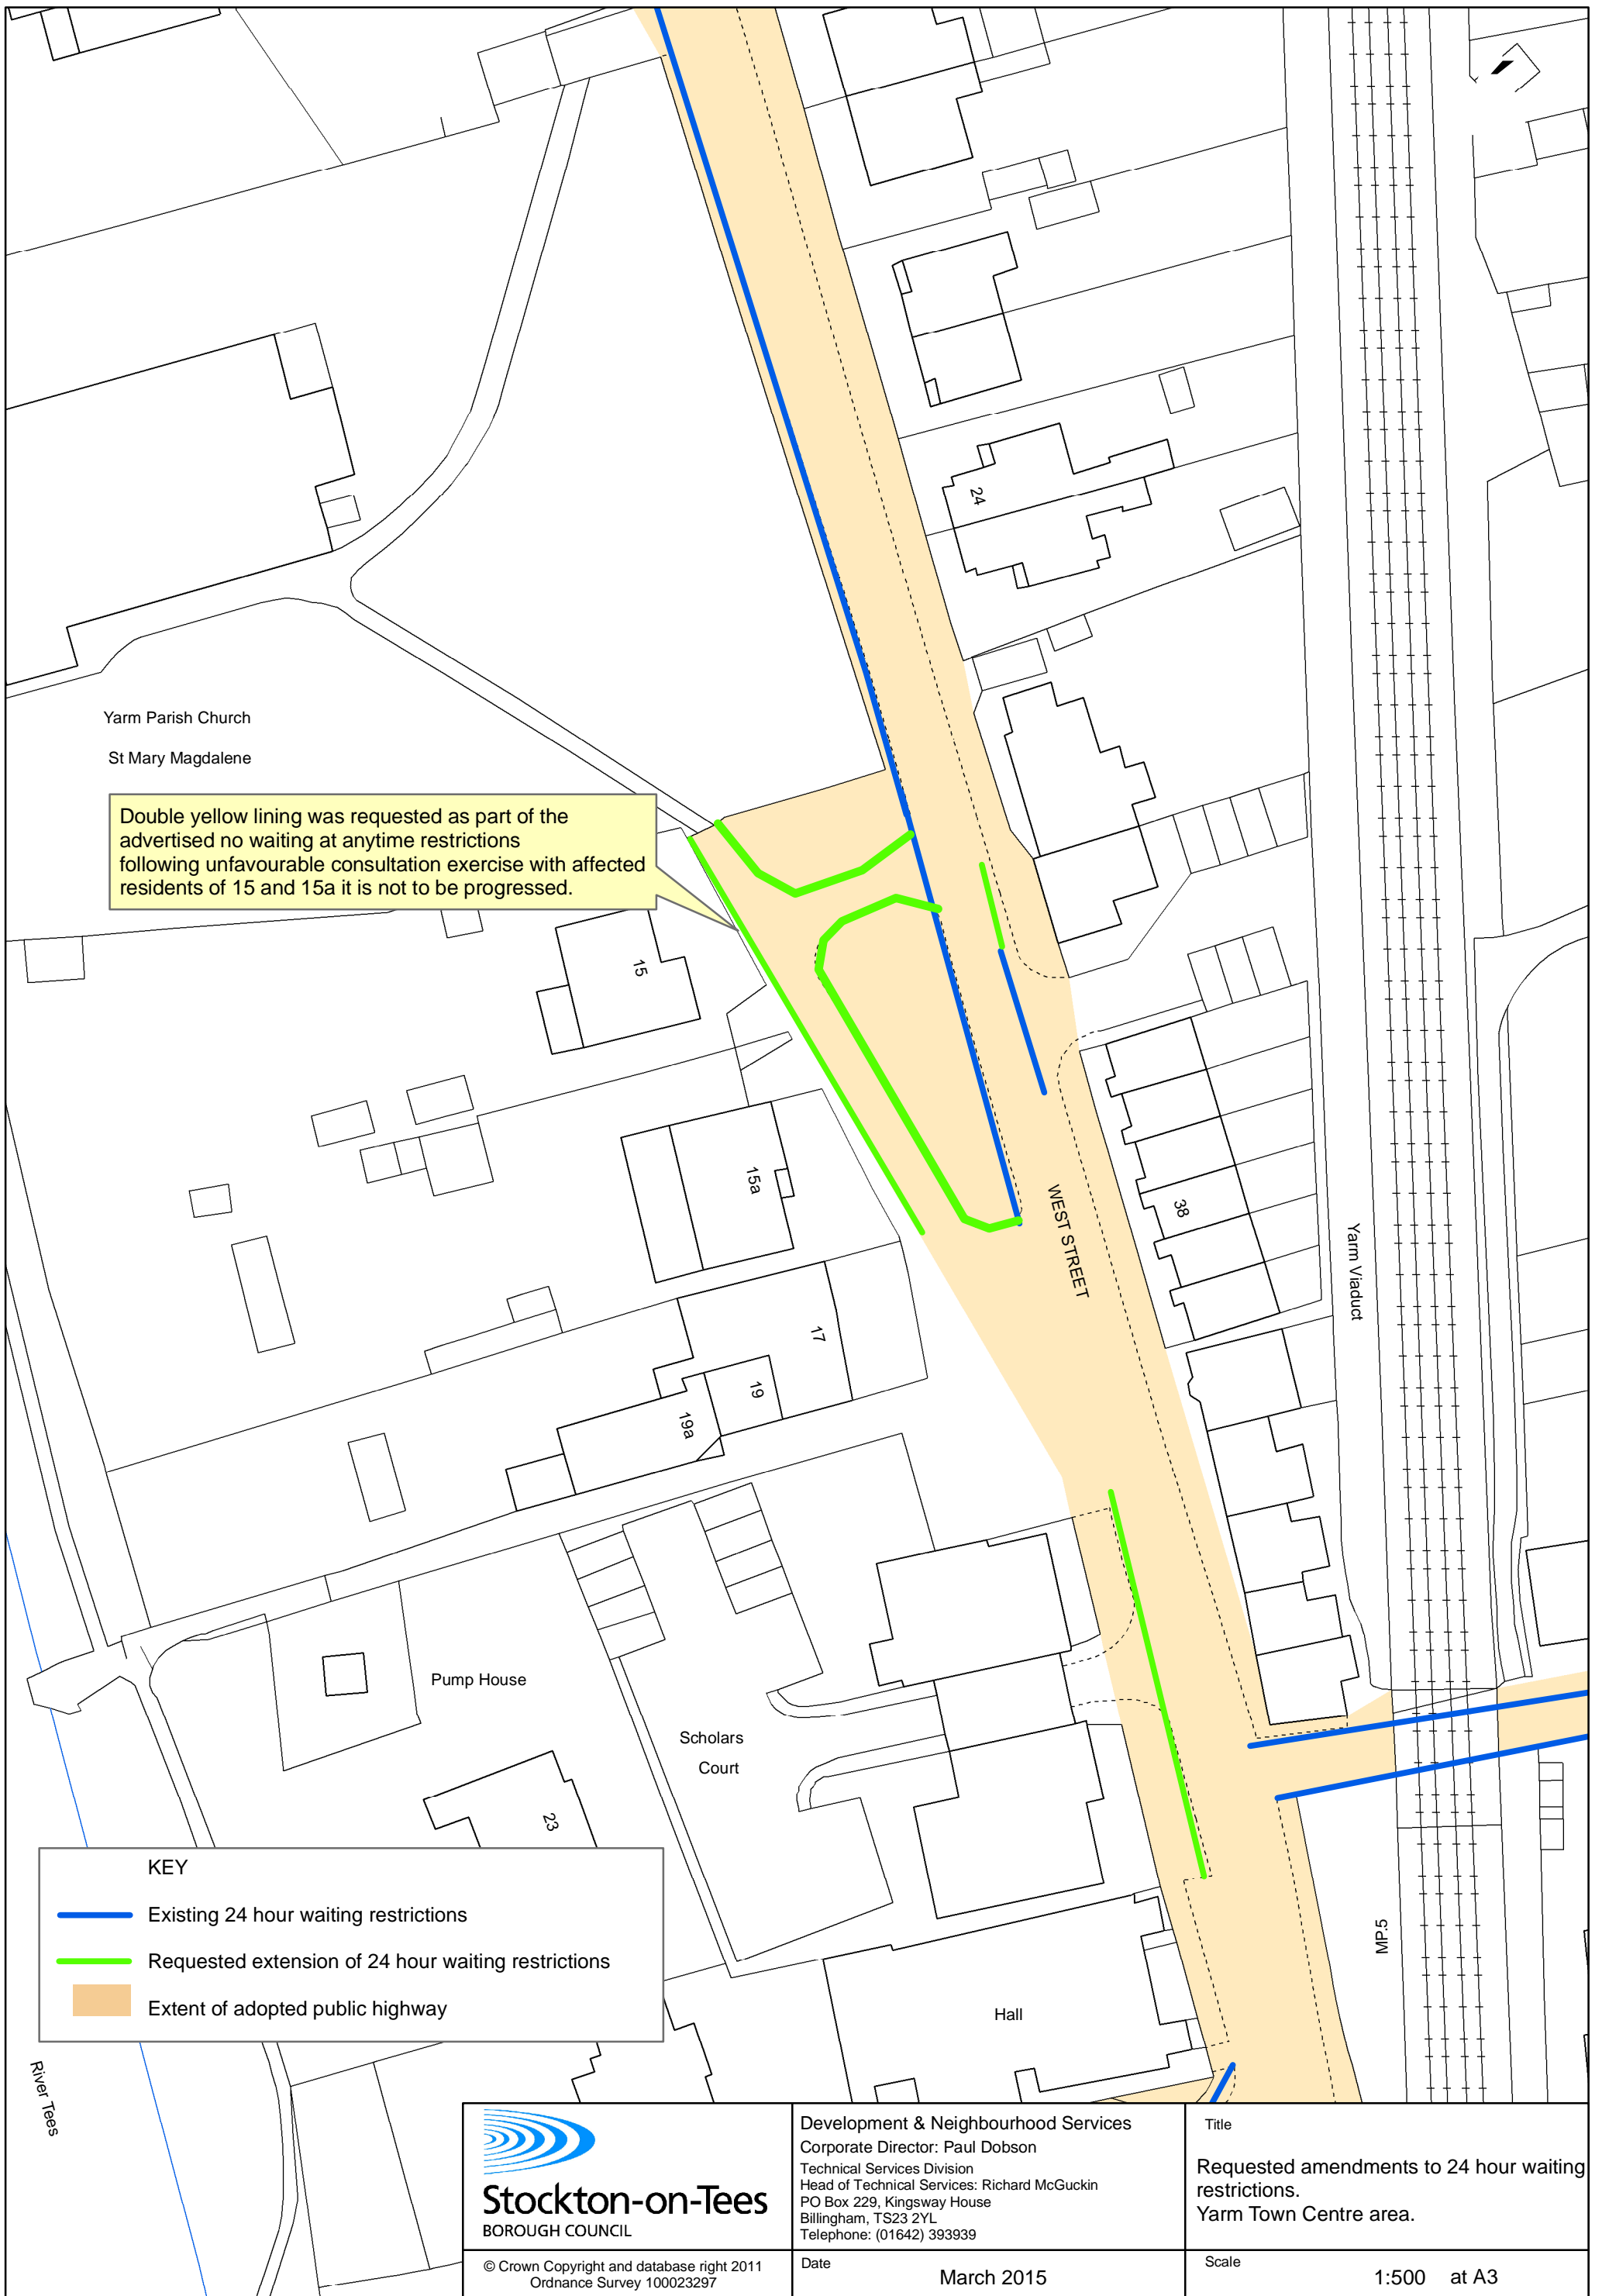 24
Yarm Parish Church
St Mary Magdalene
Double yellow lining was requested as part of the
advertised no waiting at anytime restrictions
following unfavourable consultation exercise with affected
residents of 15 and 15a it is not to be progressed.
15
15a
WEST STREET
38
Yarm Viaduct
17
19
19a
Pump House
Scholars
Court
23
KEY
Existing 24 hour waiting restrictions
Requested extension of 24 hour waiting restrictions
Extent of adopted public highway
MP.5
Hall
River Tees
Stockton-on-Tees
BOROUGH COUNCIL
© Crown Copyright and database right 2011
Ordnance Survey 100023297
Development & Neighbourhood Services
Corporate Director: Paul Dobson
Technical Services Division
Head of Technical Services: Richard McGuckin
PO Box 229, Kingsway House
Billingham, TS23 2YL
Telephone: (01642) 393939
Date
March 2015
Title
Requested amendments to 24 hour waiting
restrictions.
Yarm Town Centre area.
Scale
1:500 at A3